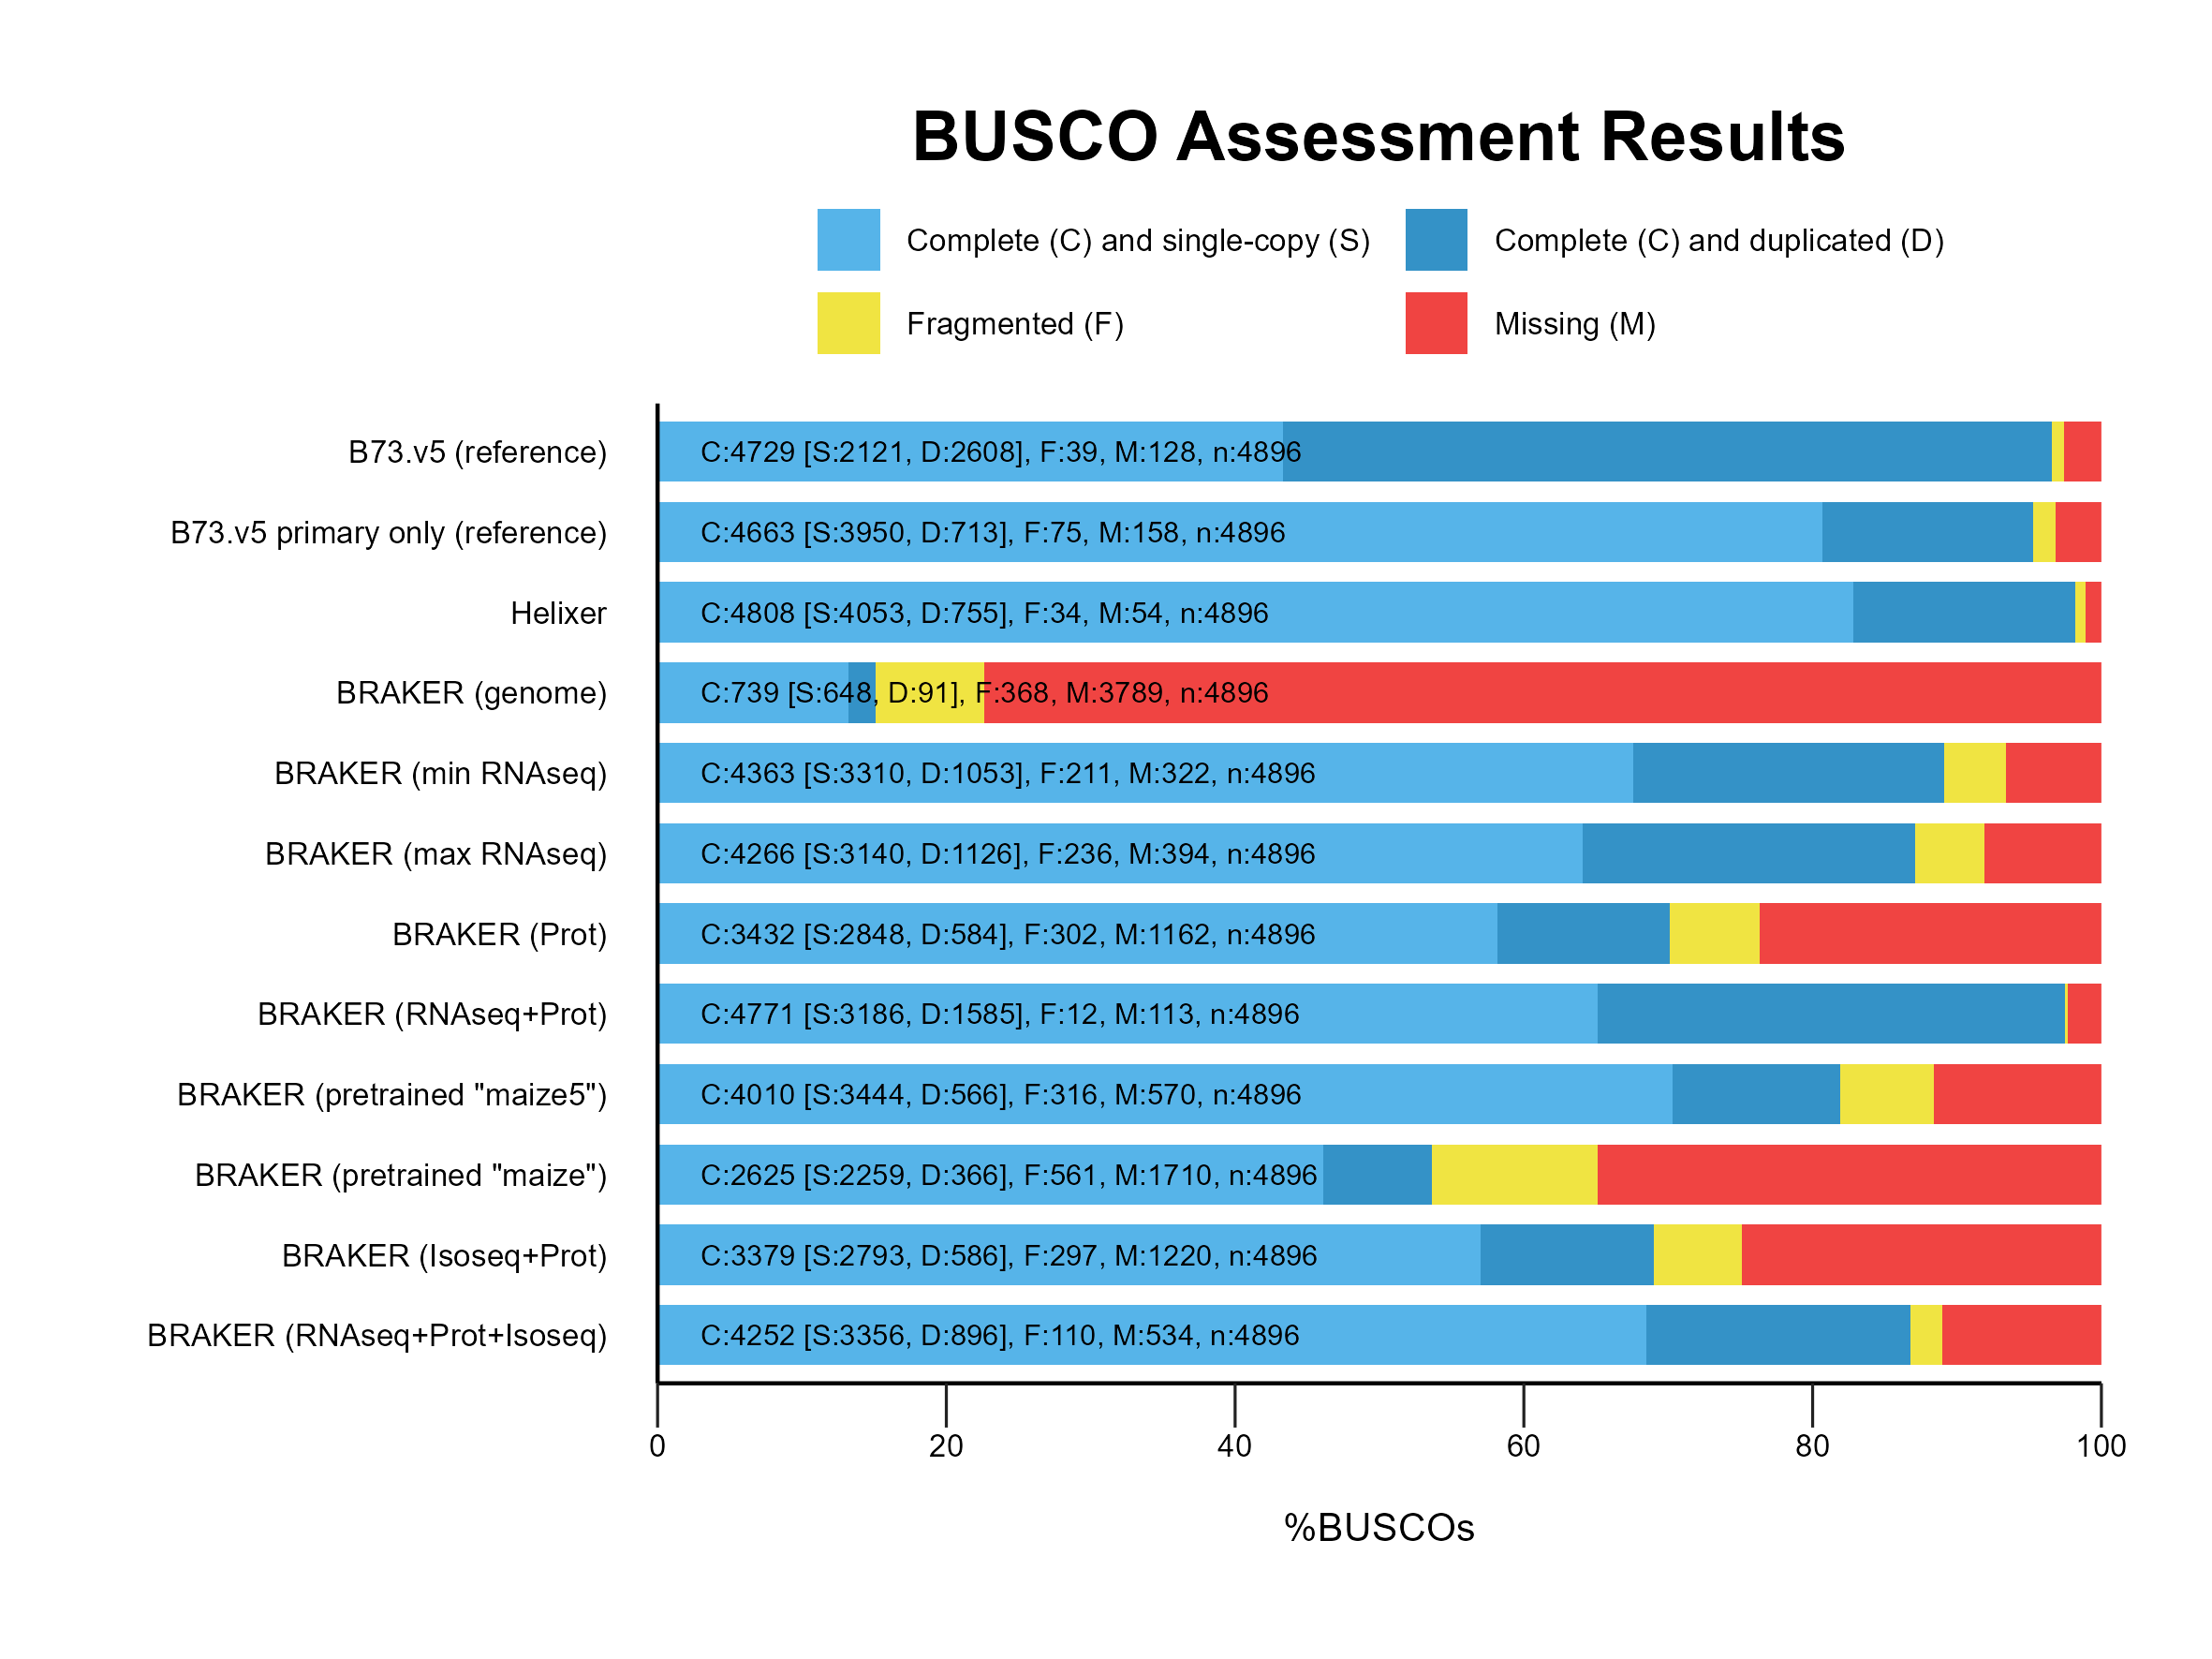 BUSCO Assessment Results
Complete (C) and single-copy (S) Complete (C) and duplicated (D)
Fragmented (F) Missing (M)
B73.v5 (reference) C:4729 [S:2121, D:2608], F:39, M:128, n:4896
B73.v5 primary only (reference) C:4663 [S:3950, D:713], F:75, M:158, n:4896
Helixer C:4808 [S:4053, D:755], F:34, M:54, n:4896
BRAKER (genome) C:739 [S:648, D:91], F:368, M:3789, n:4896
BRAKER (min RNAseq) C:4363 [S:3310, D:1053], F:211, M:322, n:4896
BRAKER (max RNAseq) C:4266 [S:3140, D:1126], F:236, M:394, n:4896
BRAKER (Prot) C:3432 [S:2848, D:584], F:302, M:1162, n:4896
BRAKER (RNAseq+Prot) C:4771 [S:3186, D:1585], F:12, M:113, n:4896
BRAKER (pretrained "maize5") C:4010 [S:3444, D:566], F:316, M:570, n:4896
BRAKER (pretrained "maize") C:2625 [S:2259, D:366], F:561, M:1710, n:4896
BRAKER (Isoseq+Prot) C:3379 [S:2793, D:586], F:297, M:1220, n:4896
BRAKER (RNAseq+Prot+Isoseq) C:4252 [S:3356, D:896], F:110, M:534, n:4896
0 20 40 60 80 100
%BUSCOs